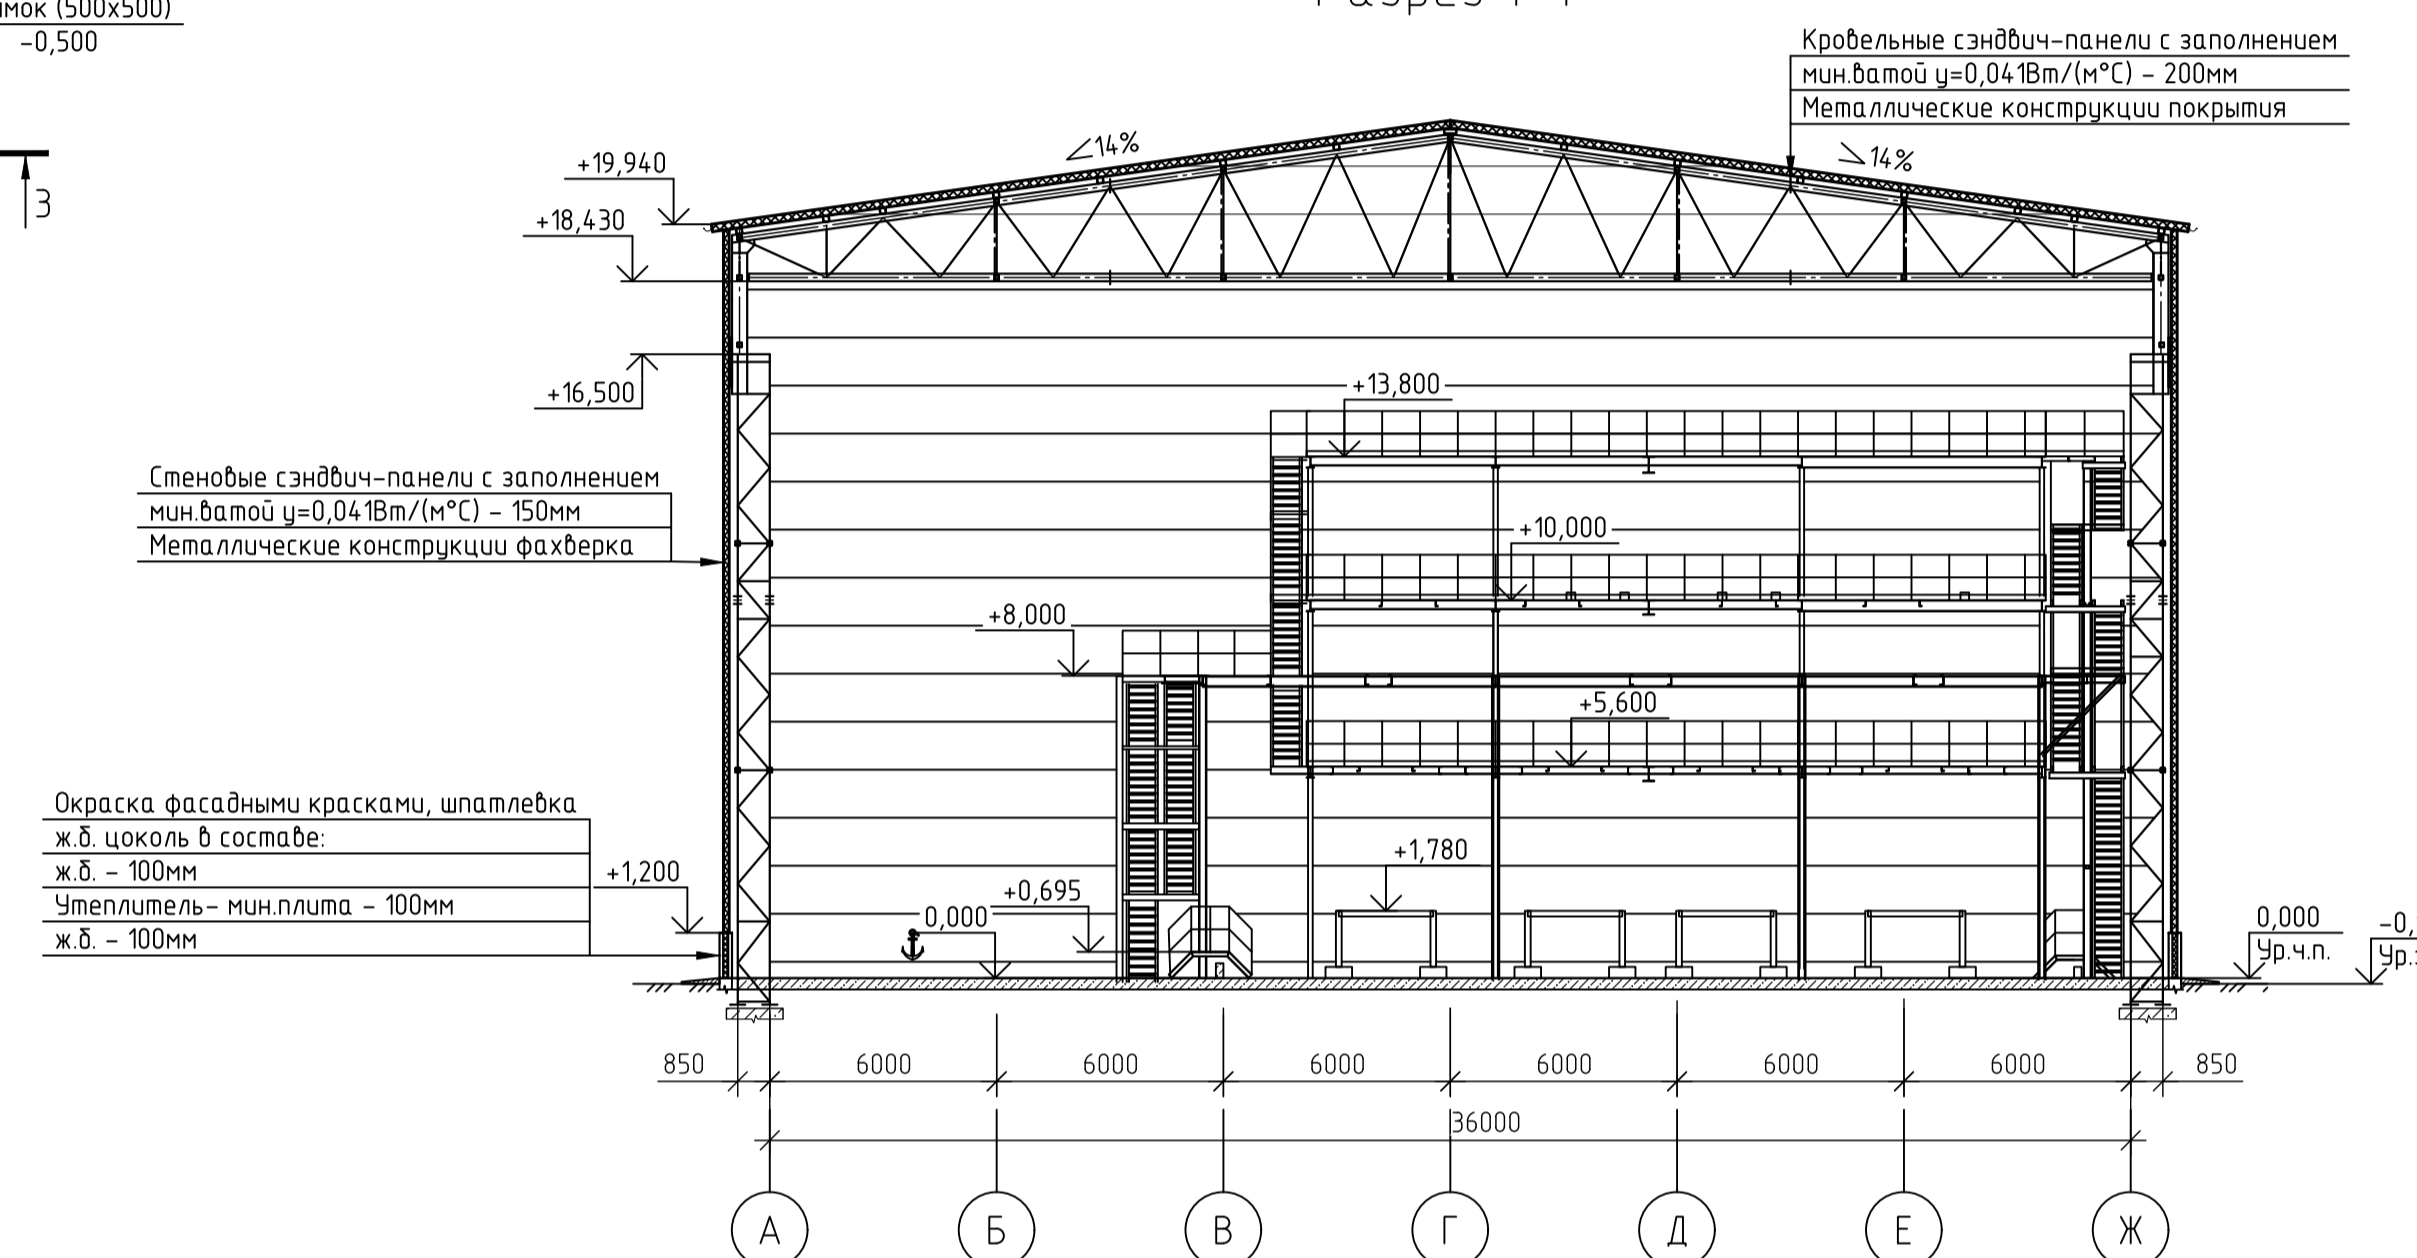 (500х500)
-0,500
Разрез 1-1
3
Кровельные сэндвич-панели с заполнением
мин.ватой у=0,041Вт/(м°С) - 200мм
Металлические конструкции покрытия
14%
14%
+19,940
+18,430
+16,500
+13,800
Стеновые сэндвич-панели с заполнением
мин.ватой у=0,041Вт/(м°С) - 150мм
Металлические конструкции фахверка
+10,000
+8,000
+5,600
Окраска фасадными красками, шпатлевка
ж.б. цоколь в составе:
ж.б. - 100мм
Утеплитель- мин.плита - 100мм
ж.б. - 100мм
+1,200
+1,780
+0,695
0,000
0,000
Ур.ч.п.
850 6000 6000 6000 6000 6000 6000 850
36000
А Б В Г Д Е Ж